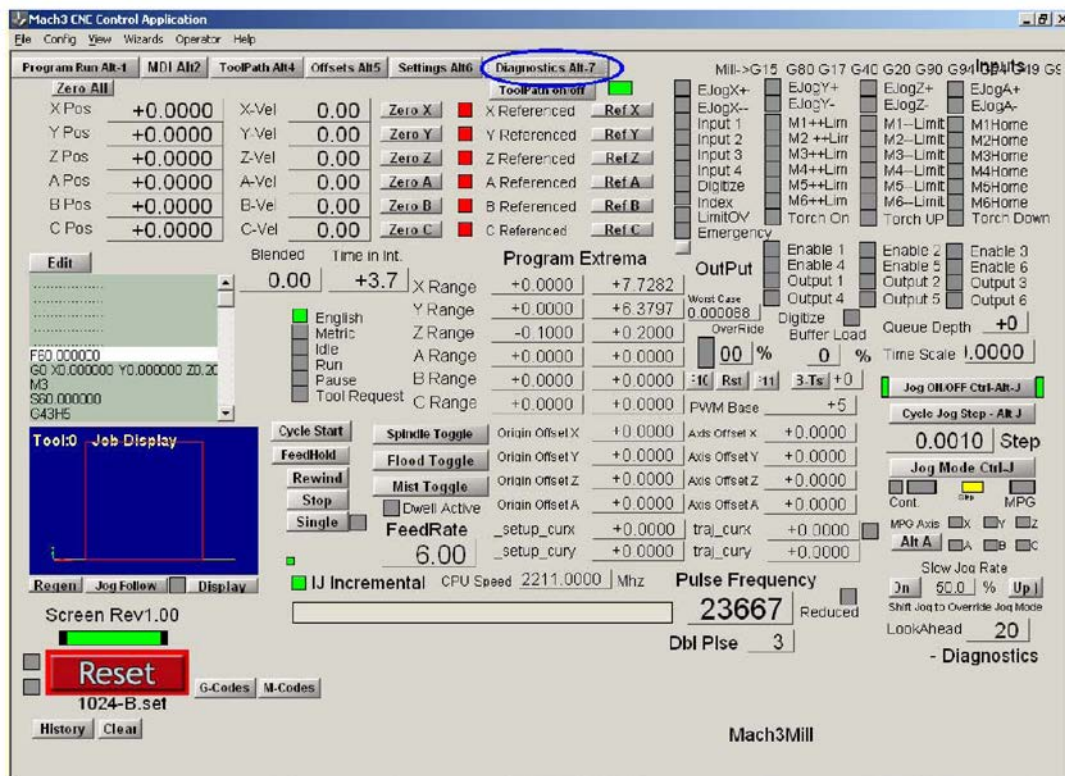 Mach3 CNC Control Application
File Config View Wizards Operator Help
Program Run Alt-1 MDI Alt2 ToolPath Alt4 Offsets Alt5 Settings Alt6 Diagnostics Alt-7
Mill->G15 G80 G17 G40 G20 G90 G94
Inputs
Zero All ToolPath on/off
X Pos +0.0000 X-Vel 0.00 Zero X X Referenced Ref X
Y Pos +0.0000 Y-Vel 0.00 Zero Y Y Referenced Ref Y
Z Pos +0.0000 Z-Vel 0.00 Zero Z Z Referenced Ref Z
A Pos +0.0000 A-Vel 0.00 Zero A A Referenced Ref A
B Pos +0.0000 B-Vel 0.00 Zero B B Referenced Ref B
C Pos +0.0000 C-Vel 0.00 Zero C C Referenced Ref C
EJogX+ EJogY+ EJogZ+ EJogA+
EJogX-- EJogY- EJogZ- EJogA-
Input 1 M1++Lim M1--Limit M1Home
Input 2 M2 ++Lim M2--Limit M2Home
Input 3 M3++Lim M3--Limit M3Home
Input 4 M4++Lim M4--Limit M4Home
Digitize M5++Lim M5--Limit M5Home
Index M6++Lim M6--Limit M6Home
LimitOV Torch On Torch UP Torch Down
Emergency
OutPut
Enable 1 Enable 2 Enable 3
Enable 4 Enable 5 Enable 6
Output 1 Output 2 Output 3
Output 4 Output 5 Output 6
Digitize
Edit
Blended Time in Int.
0.00 +3.7
Program Extrema
X Range +0.0000 +7.7282
Y Range +0.0000 +6.3797
Z Range -0.1000 +0.2000
A Range +0.0000 +0.0000
B Range +0.0000 +0.0000
C Range +0.0000 +0.0000
English
Metric
Idle
Run
Pause
Tool Request
F60.000000
G0 X0.000000 Y0.000000 Z0.20
M3
S60.000000
G43H5
Worst Case
0.000088
OverRide
00 %
Buffer Load
0 %
Queue Depth +0
Time Scale
Rst 3-Ts +0
PWM Base +5
Jog ON/OFF Ctrl-Alt-J
Cycle Jog Step - Alt J
0.0010 Step
Jog Mode Ctrl-J
Cont. Step MPG
MPG Axis X Y Z
Alt A A B C
Slow Jog Rate
50.0 %
Shift Jog to Override Jog Mode
LookAhead 20
- Diagnostics
Tool:0 Job Display
Cycle Start
FeedHold
Rewind
Stop
Single
Spindle Toggle
Flood Toggle
Mist Toggle
Dwell Active
FeedRate
6.00
Origin Offset X +0.0000 Axis Offset X +0.0000
Origin Offset Y +0.0000 Axis Offset Y +0.0000
Origin Offset Z +0.0000 Axis Offset Z +0.0000
Origin Offset A +0.0000 Axis Offset A +0.0000
_setup_curx +0.0000 traj_curx +0.0000
_setup_cury +0.0000 traj_cury +0.0000
Regen Jog Follow Display
IJ Incremental CPU Speed 2211.0000 Mhz
Pulse Frequency
23667 Reduced
Dbl Plse 3
Screen Rev1.00
Reset
1024-B.set
G-Codes M-Codes
History Clear
Mach3Mill